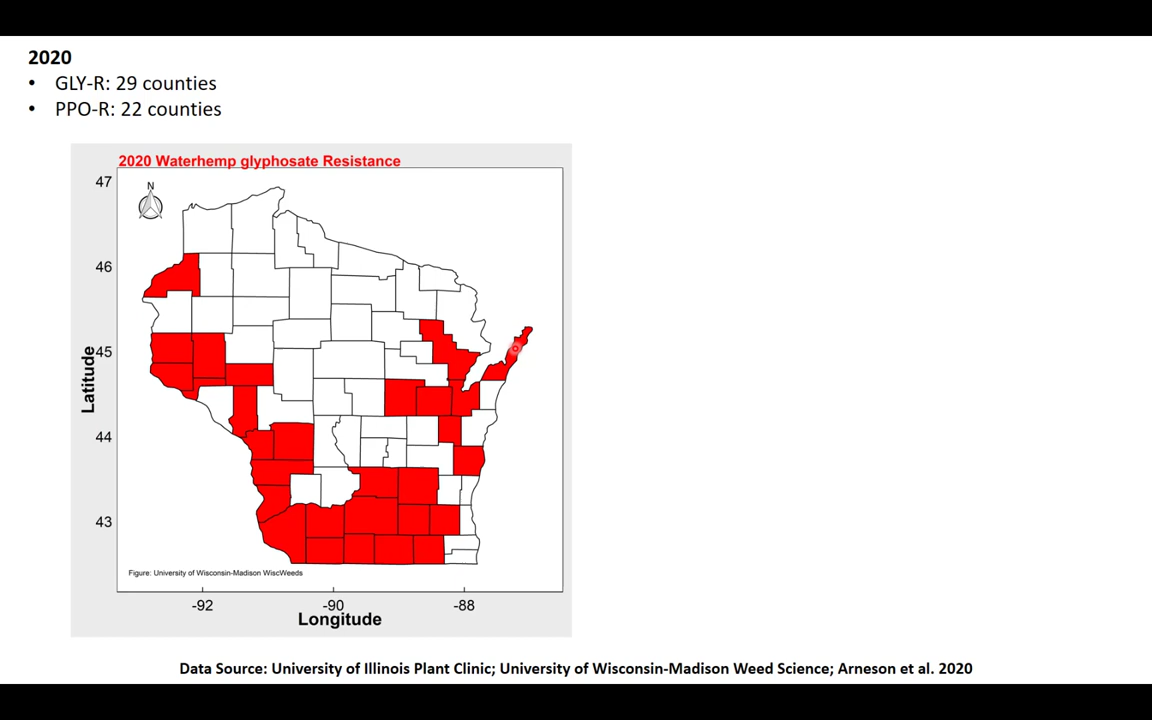 2020
• GLY-R: 29 counties
• PPO-R: 22 counties
2020 Waterhemp glyphosate Resistance
N
47
46
45
44
43
Latitude
Figure: University of Wisconsin-Madison WiscWeeds
-92 -90 -88
Longitude
Data Source: University of Illinois Plant Clinic; University of Wisconsin-Madison Weed Science; Arneson et al. 2020